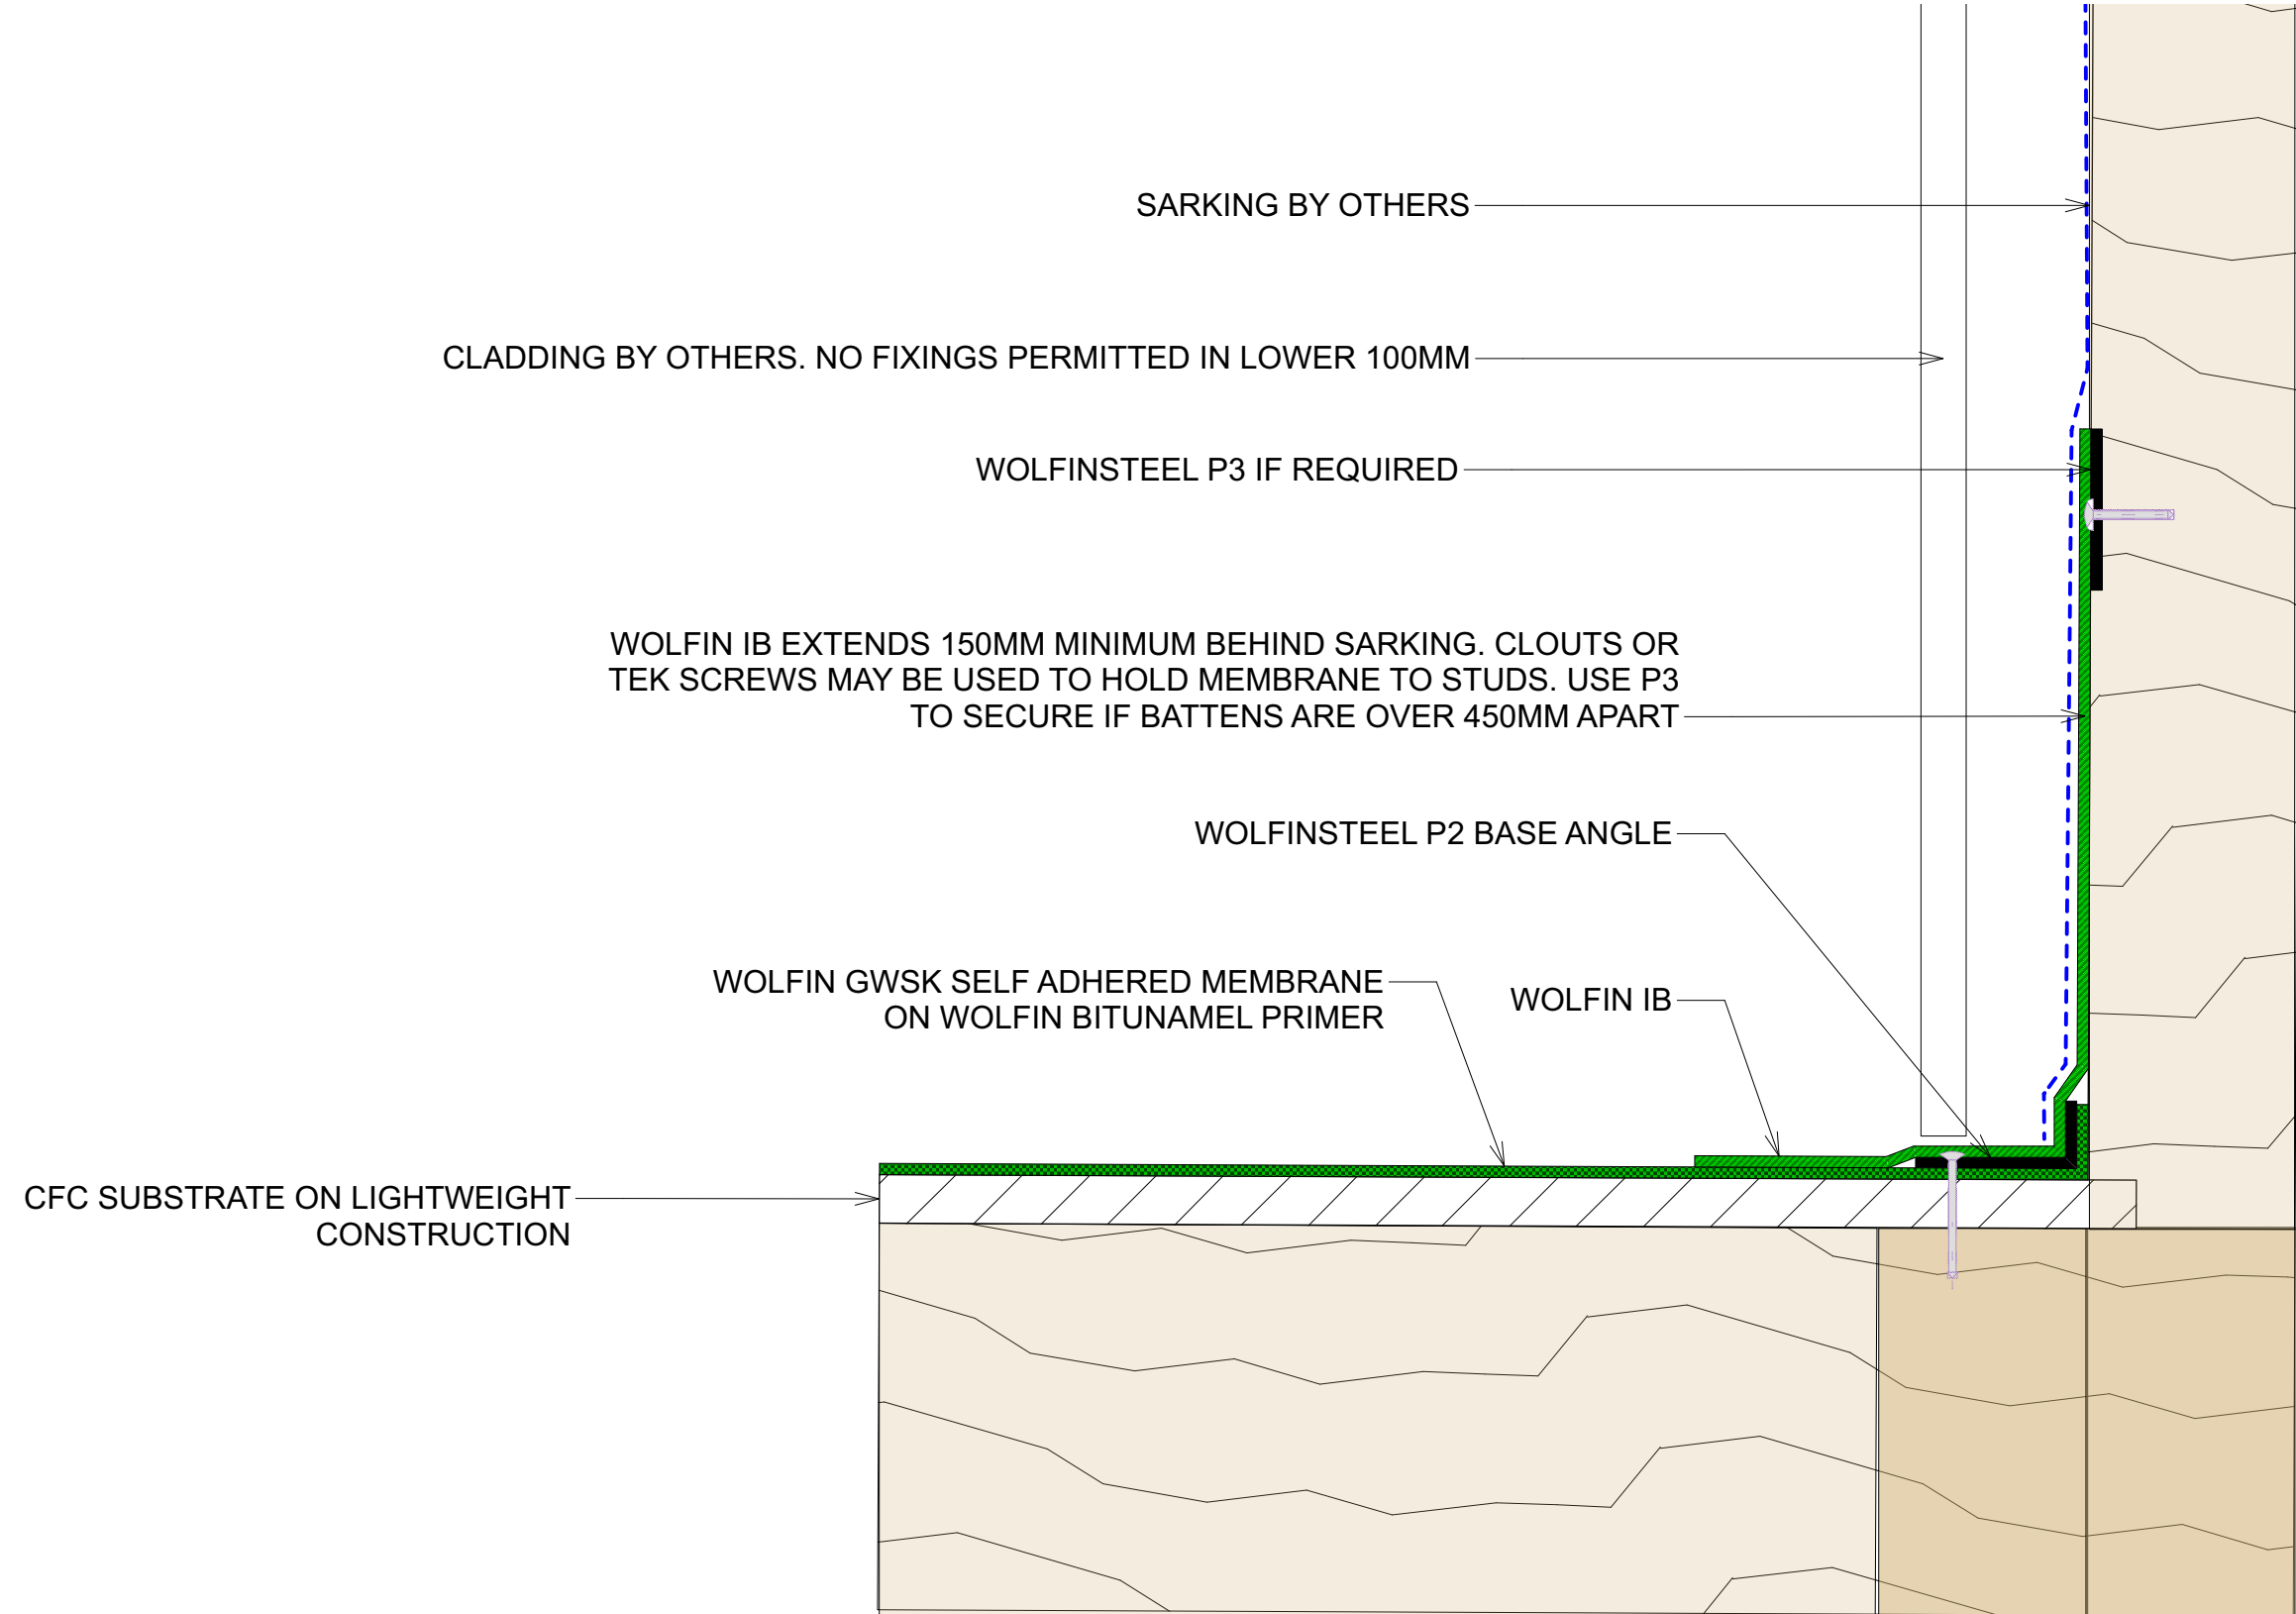 SARKING BY OTHERS
CLADDING BY OTHERS. NO FIXINGS PERMITTED IN LOWER 100MM
WOLFINSTEEL P3 IF REQUIRED
WOLFIN IB EXTENDS 150MM MINIMUM BEHIND SARKING. CLOUTS OR
TEK SCREWS MAY BE USED TO HOLD MEMBRANE TO STUDS. USE P3
TO SECURE IF BATTENS ARE OVER 450MM APART
WOLFINSTEEL P2 BASE ANGLE
WOLFIN GWSK SELF ADHERED MEMBRANE
ON WOLFIN BITUNAMEL PRIMER
WOLFIN IB
CFC SUBSTRATE ON LIGHTWEIGHT
CONSTRUCTION